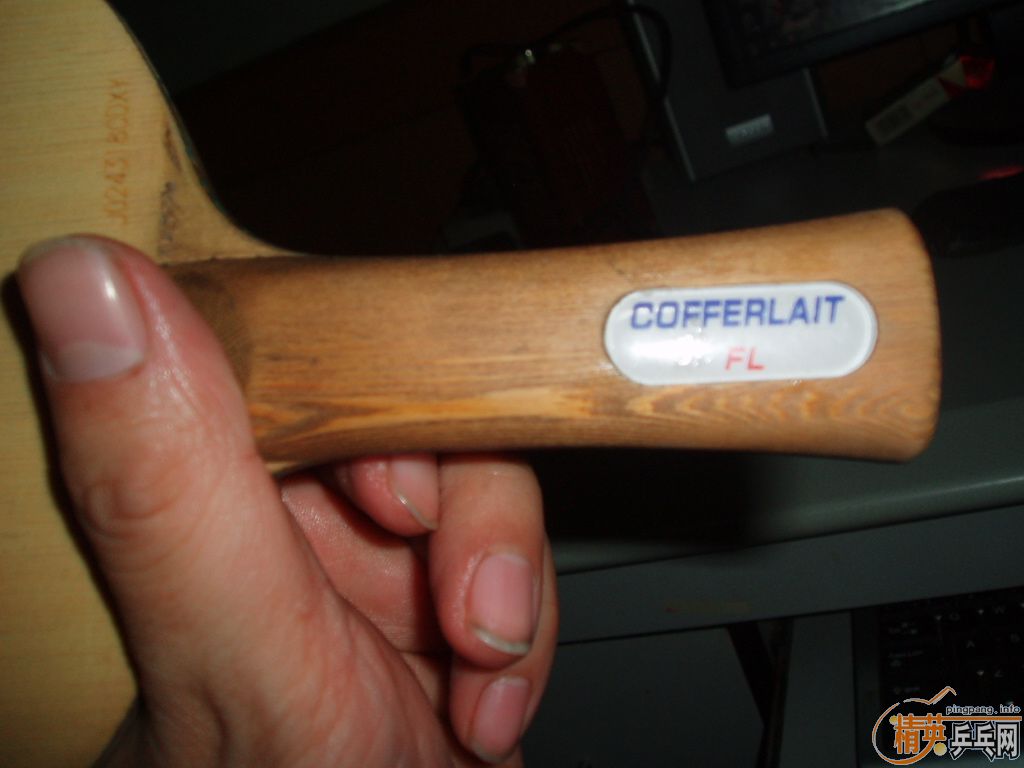 COFFERLAIT
FL
pingpang.info
精英乒乓网